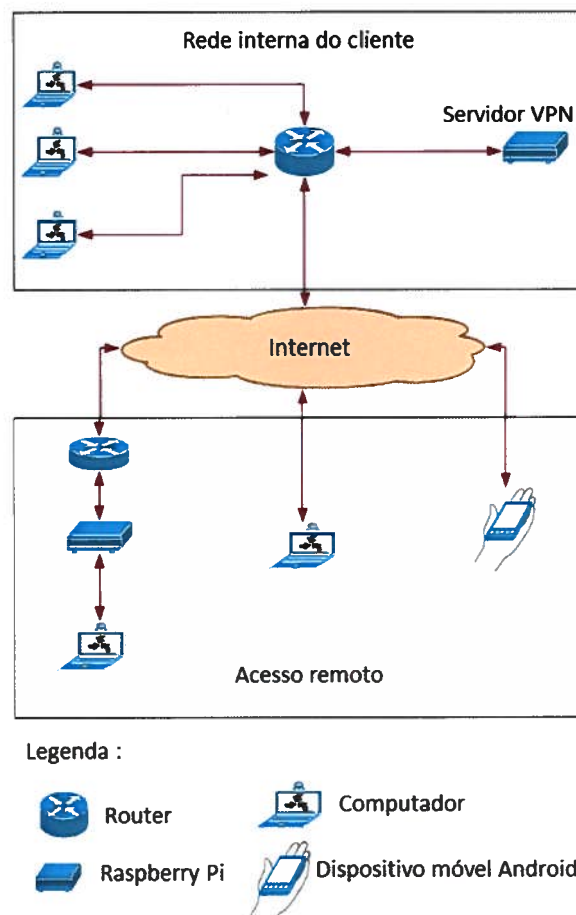 Rede interna do cliente
Servidor VPN
Internet
Acesso remoto
Legenda :
Router
Computador
Raspberry Pi
Dispositivo móvel Android